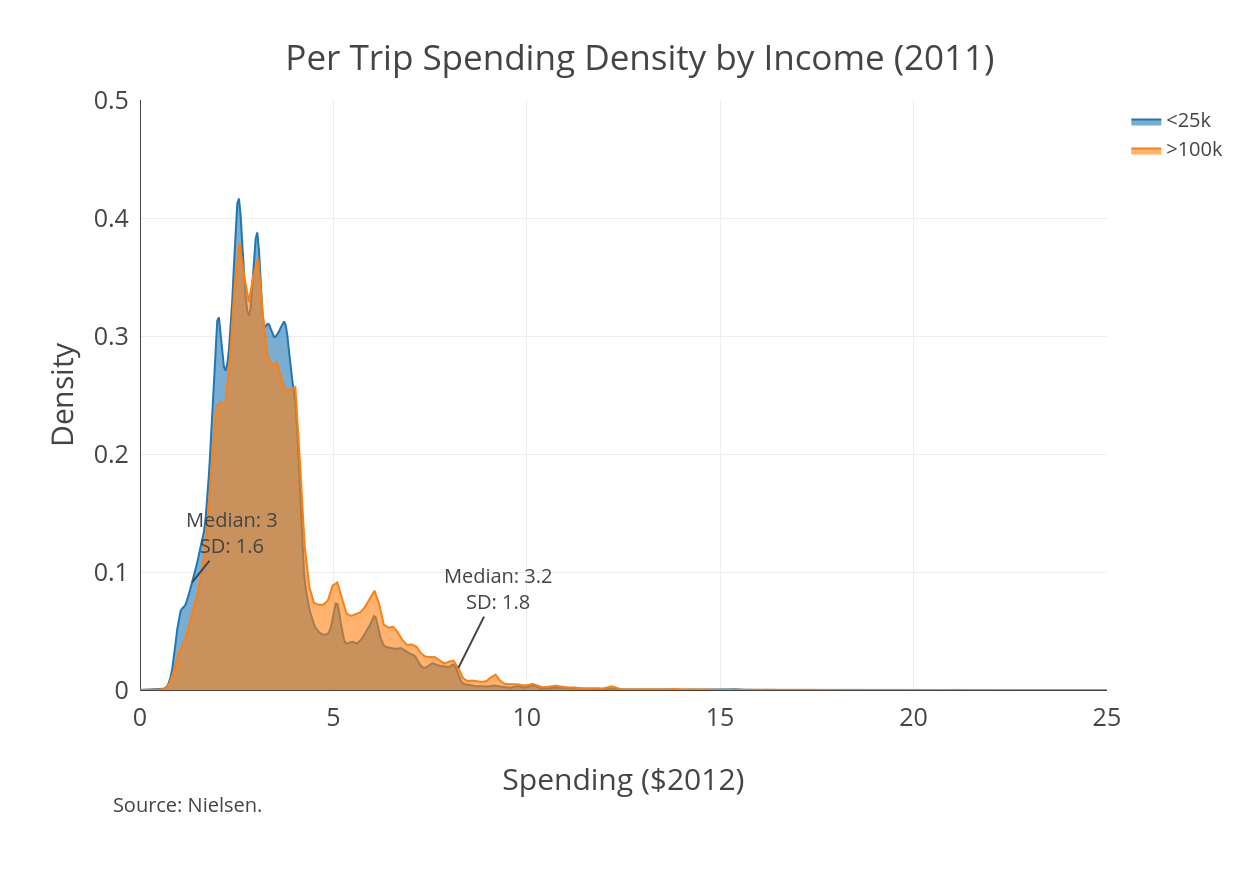 Per Trip Spending Density by Income (2011)
<25k
>100k
0.5
0.4
0.3
0.2
0.1
0
Density
Median: 3
SD: 1.6
Median: 3.2
SD: 1.8
0 5 10 15 20 25
Spending ($2012)
Source: Nielsen.